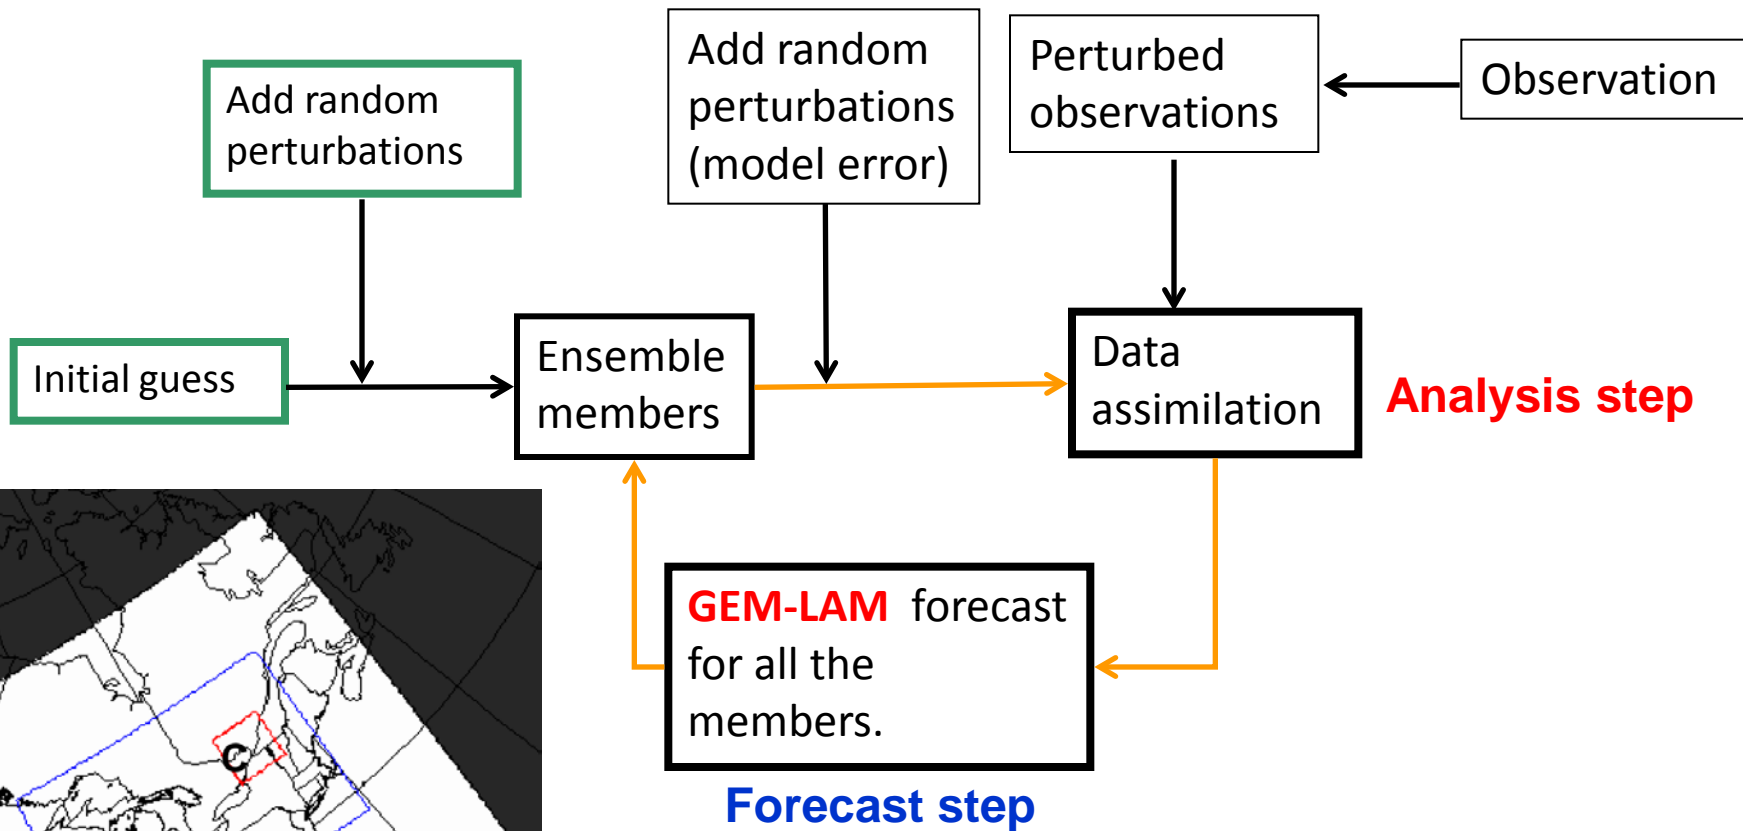 Add random
perturbations
Add random
perturbations
(model error)
Perturbed
observations
Observation
Initial guess
Ensemble
members
Data
assimilation
Analysis step
GEM-LAM forecast
for all the
members.
Forecast step
C